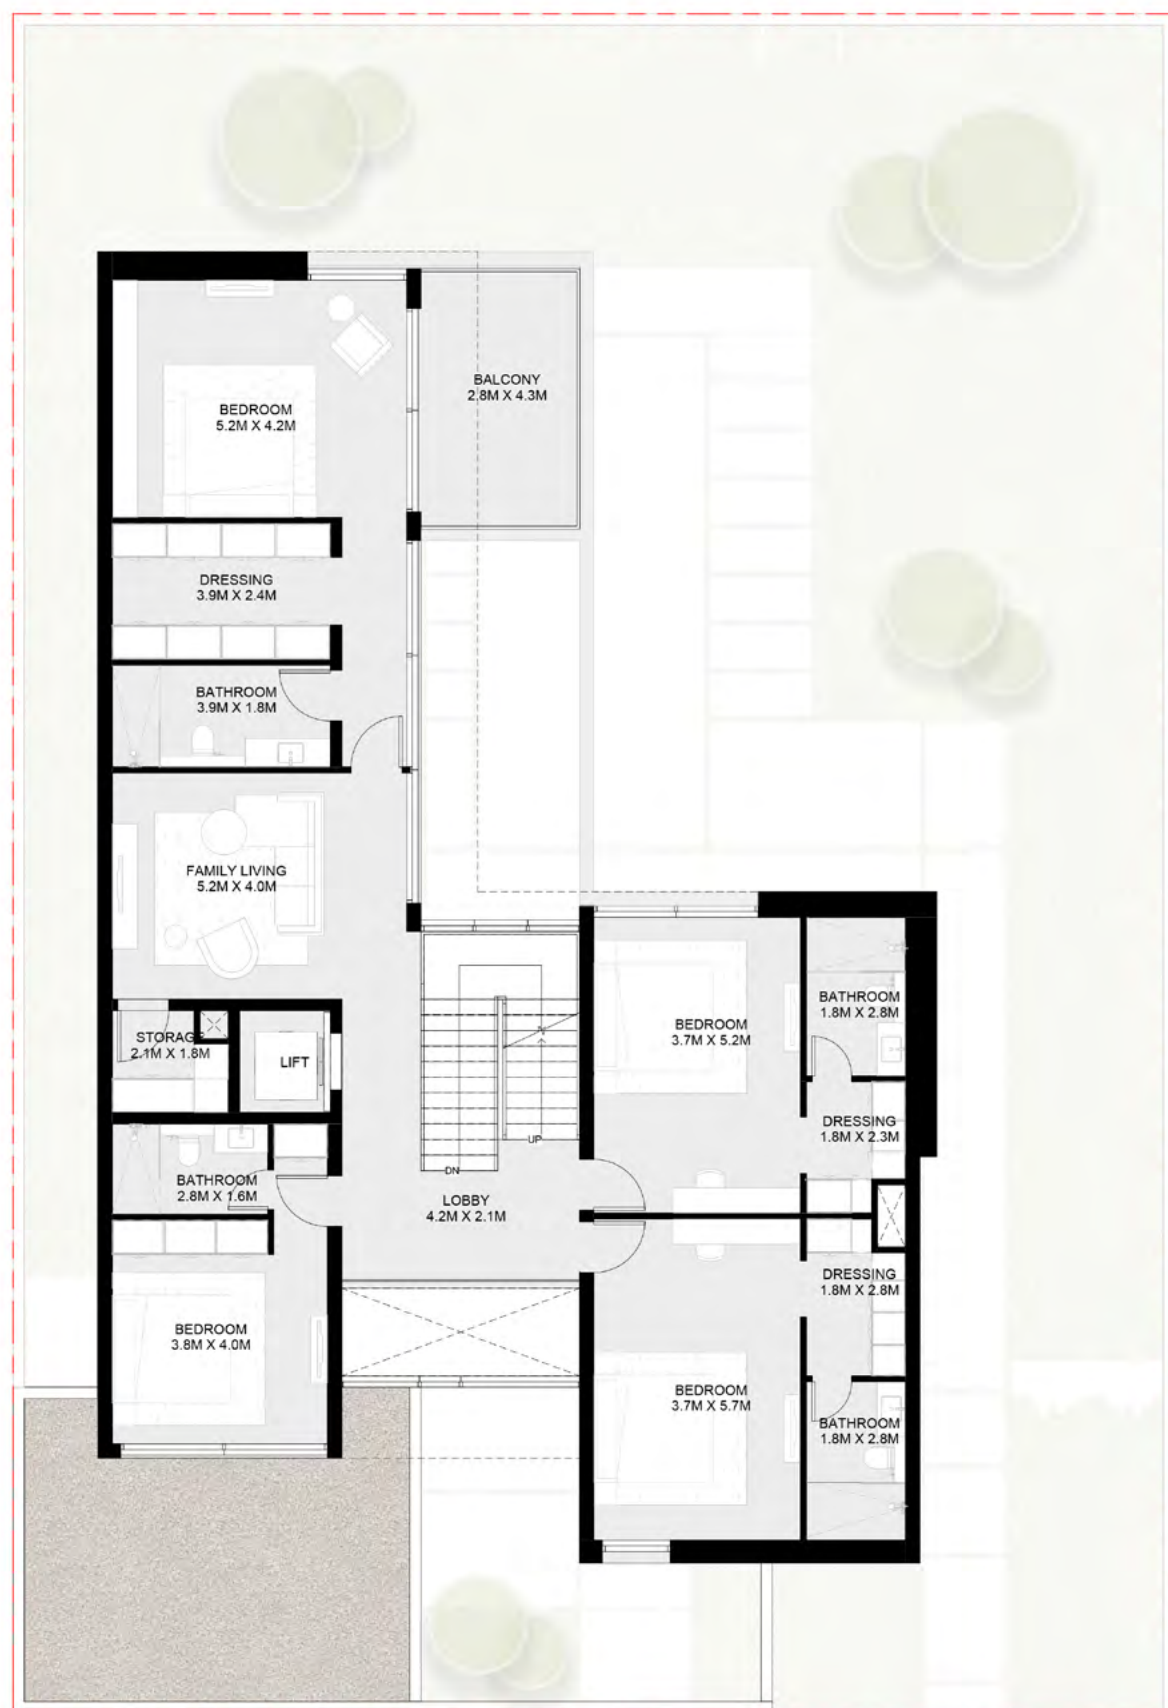 BALCONY
2.8M X 4.3M
BEDROOM
5.2M X 4.2M
DRESSING
3.9M X 2.4M
BATHROOM
3.9M X 1.8M
FAMILY LIVING
5.2M X 4.0M
BATHROOM
1.8M X 2.8M
BEDROOM
3.7M X 5.2M
STORAGE
2.1M X 1.8M
LIFT
DRESSING
1.8M X 2.3M
UP
DN
BATHROOM
2.8M X 1.6M
LOBBY
4.2M X 2.1M
DRESSING
1.8M X 2.8M
BEDROOM
3.8M X 4.0M
BEDROOM
3.7M X 5.7M
BATHROOM
1.8M X 2.8M